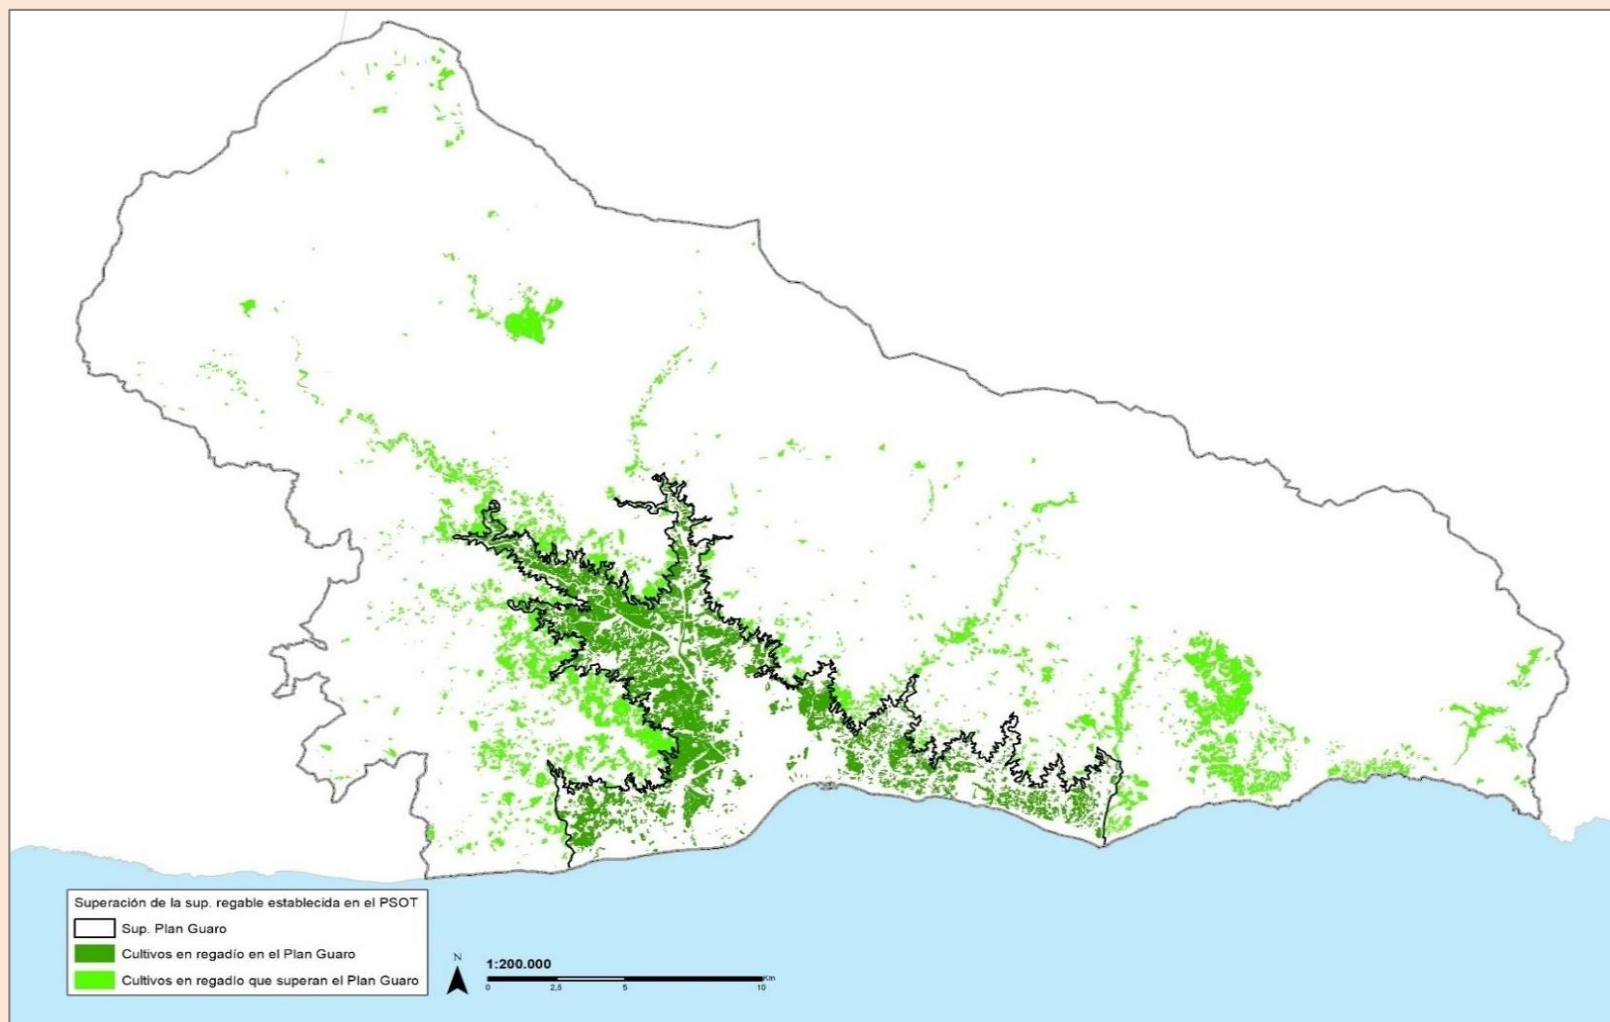 Superación de la sup. regable establecida en el PSOT
Sup. Plan Guaro
Cultivos en regadío en el Plan Guaro
Cultivos en regadío que superan el Plan Guaro
N
1:200.000
Km
0 2,5 5 10